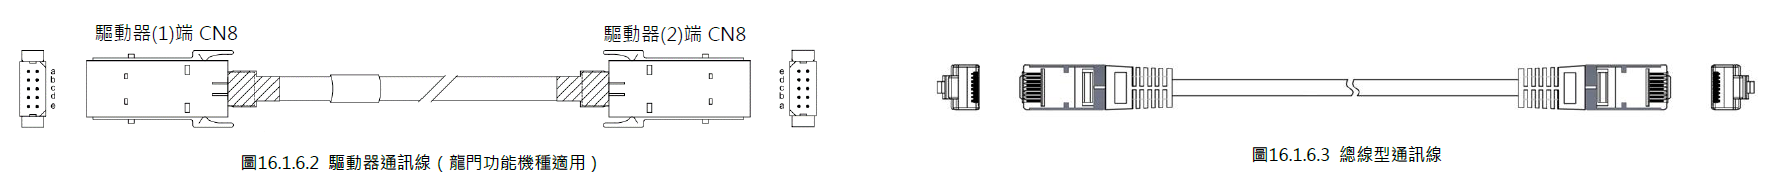 驅動器(1)端 CN8
驅動器(2)端 CN8
a
b
c
d
e
e
d
c
b
a
圖16.1.6.2 驅動器通訊線（龍門功能機種適用）
圖16.1.6.3 總線型通訊線